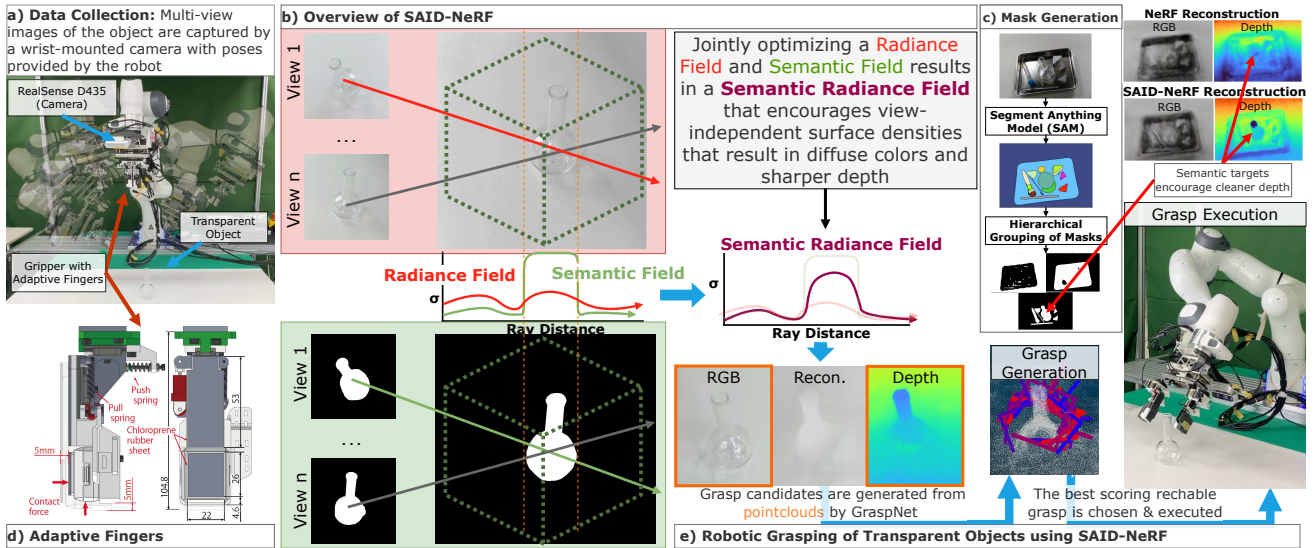 a) Data Collection: Multi-view
images of the object are captured
by a wrist-mounted camera with poses
provided by the robot
RealSense D435
(Camera)
Transparent
Object
Gripper with
Adaptive Fingers
b) Overview of SAID-NeRF
View 1
...
View n
Jointly optimizing a Radiance
Field and Semantic Field results
in a Semantic Radiance Field
that encourages view-
independent surface densities
that result in diffuse colors and
sharper depth
Radiance Field
Semantic Field
σ
Ray Distance
Semantic Radiance Field
σ
Ray Distance
View 1
...
View n
c) Mask Generation
Segment Anything
Model (SAM)
Hierarchical
Grouping of Masks
NeRF Reconstruction
RGB
Depth
SAID-NeRF Reconstruction
RGB
Depth
Semantic targets
encourage cleaner depth
Grasp Execution
Push
spring
Pull
spring
Chloroprene
rubber
sheet
5mm
5mm
Contact
force
104.8
53
26
4.6
22
d) Adaptive Fingers
RGB
Recon.
Depth
Grasp
Generation
Grasp candidates are generated from
pointclouds by GraspNet
The best scoring rechable
grasp is chosen & executed
e) Robotic Grasping of Transparent Objects using SAID-NeRF